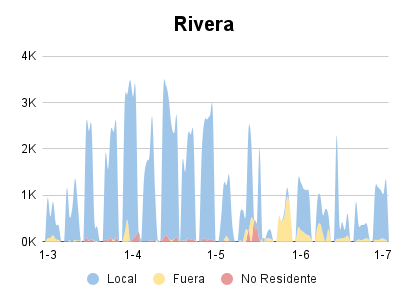 Rivera
4K
3K
2K
1K
0K
1-3 1-4 1-5 1-6 1-7
Local Fuera No Residente